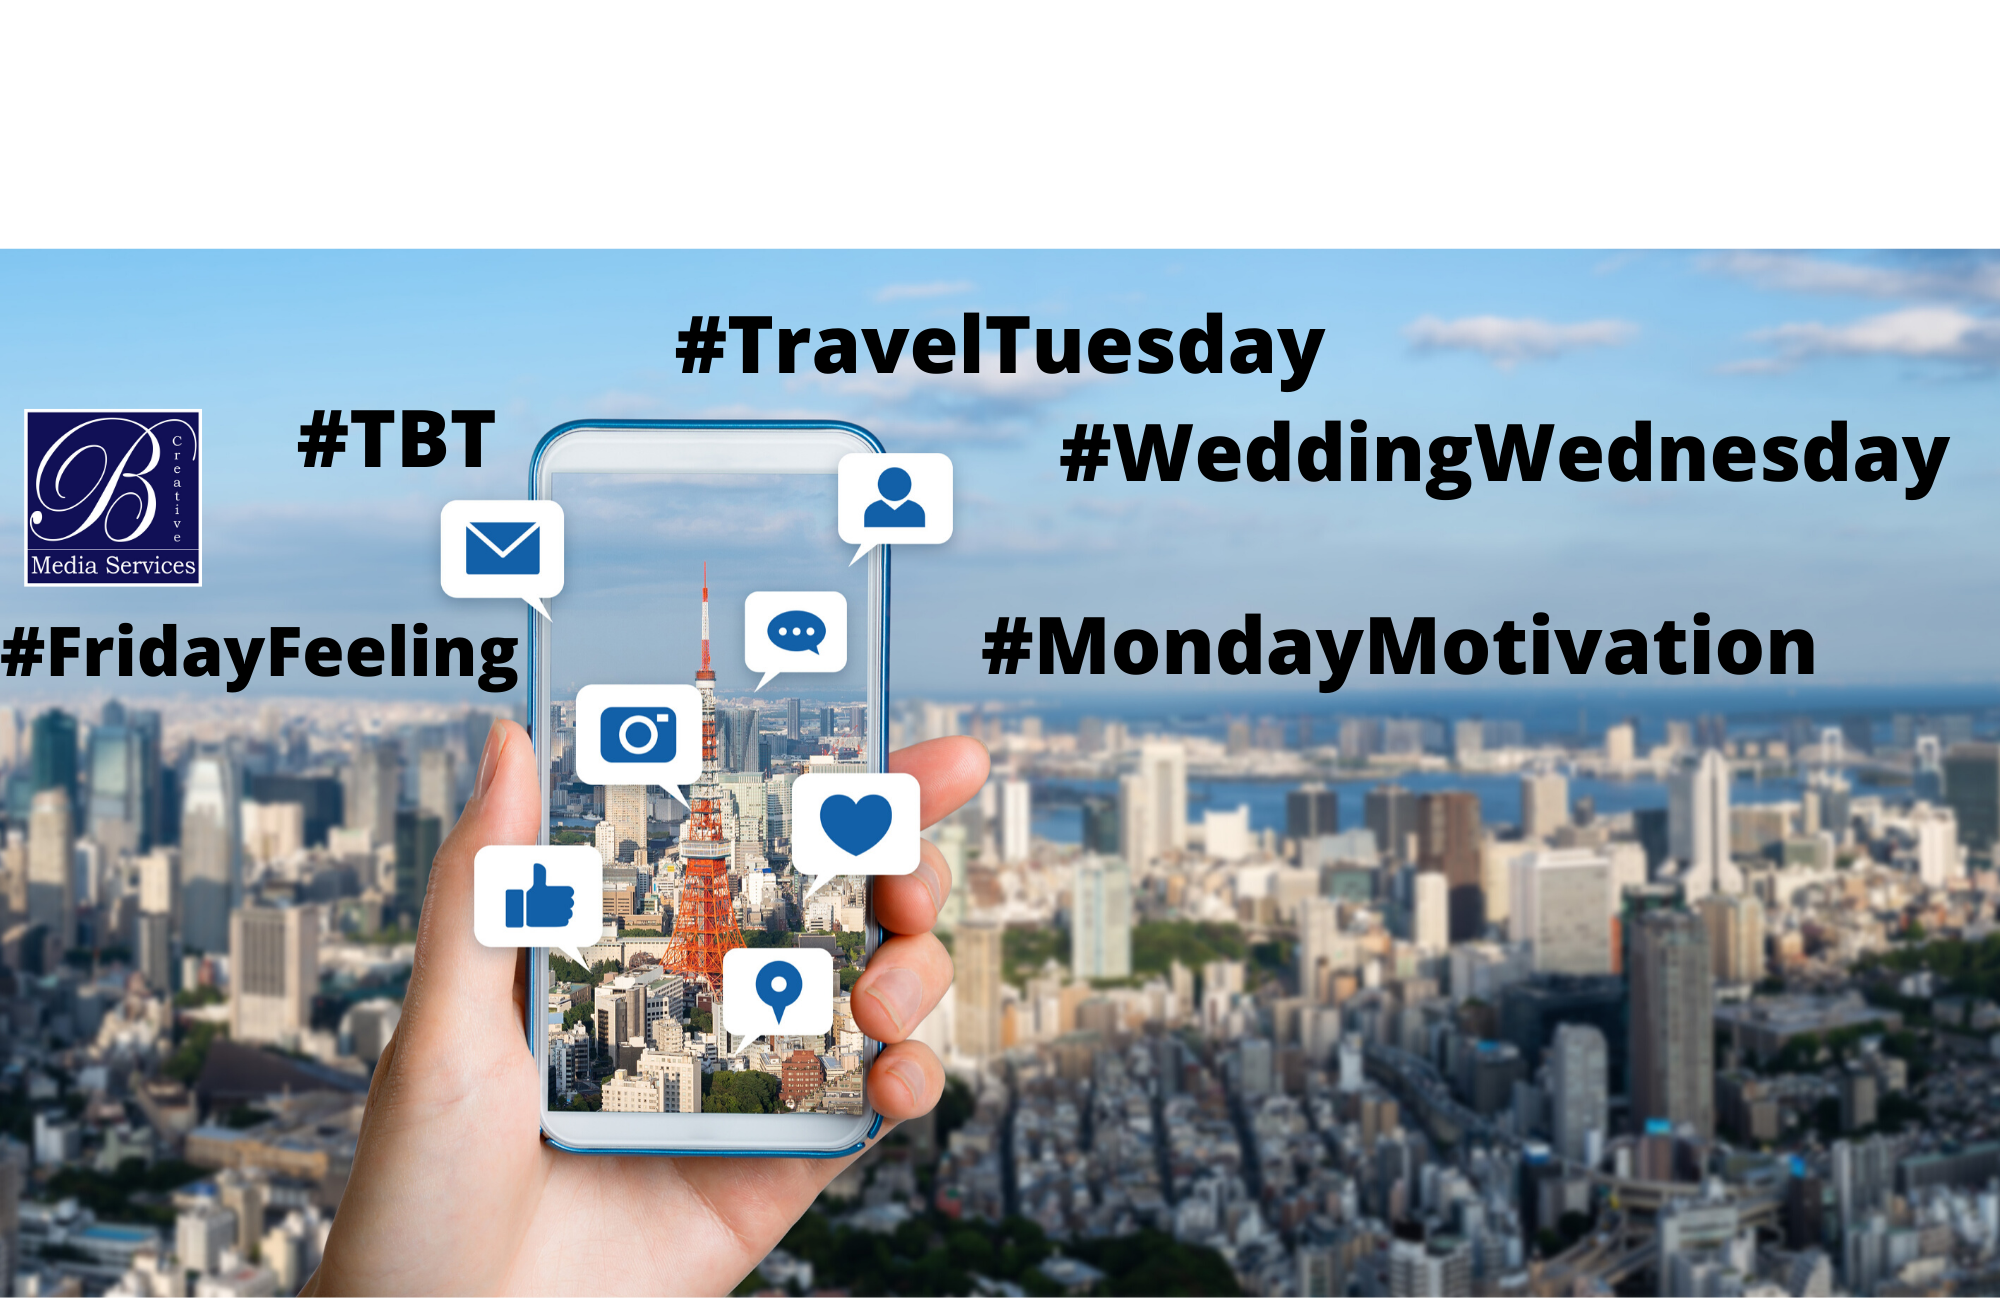 #TravelTuesday
#TBT
#WeddingWednesday
B
Creative
Media Services
#FridayFeeling
#MondayMotivation